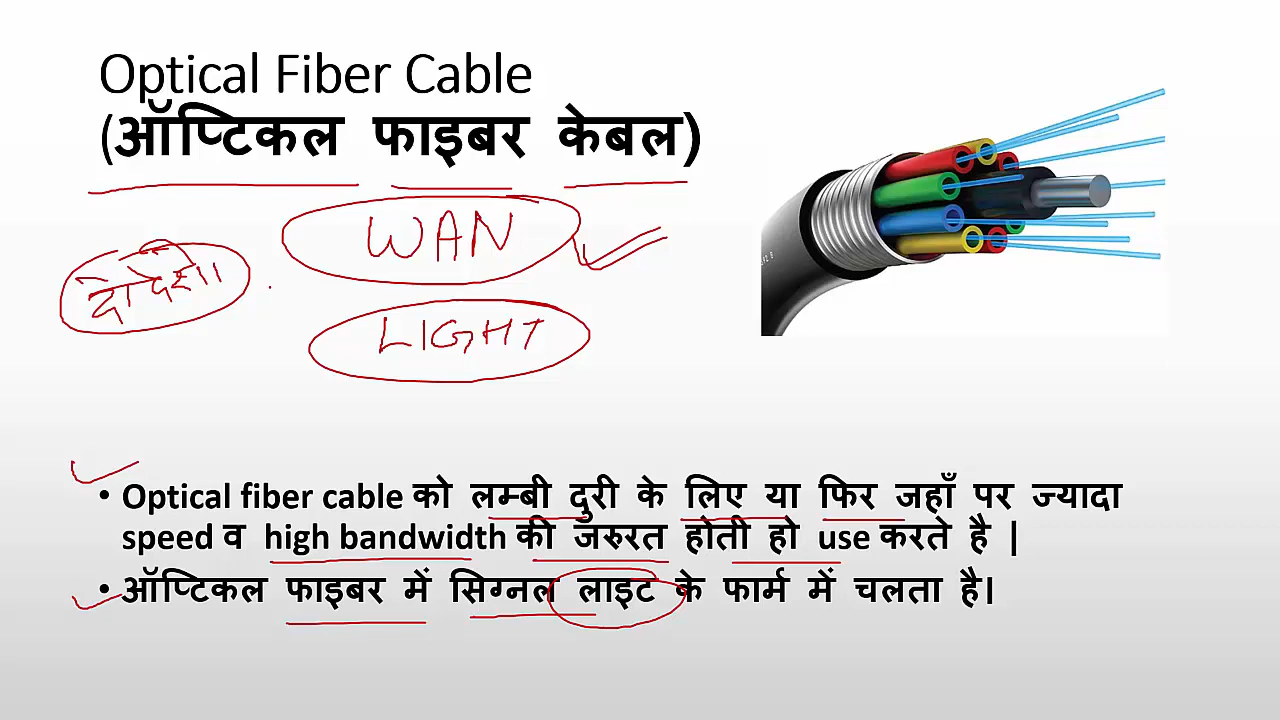 Optical Fiber Cable
(ऑप्टिकल फाइबर केबल)
WAN
दो देशो
LIGHT
• Optical fiber cable को लम्बी दुरी के लिए या फिर जहाँ पर ज्यादा
speed व high bandwidth की जरुरत होती हो use करते है |
• ऑप्टिकल फाइबर में सिग्नल लाइट के फार्म में चलता है।